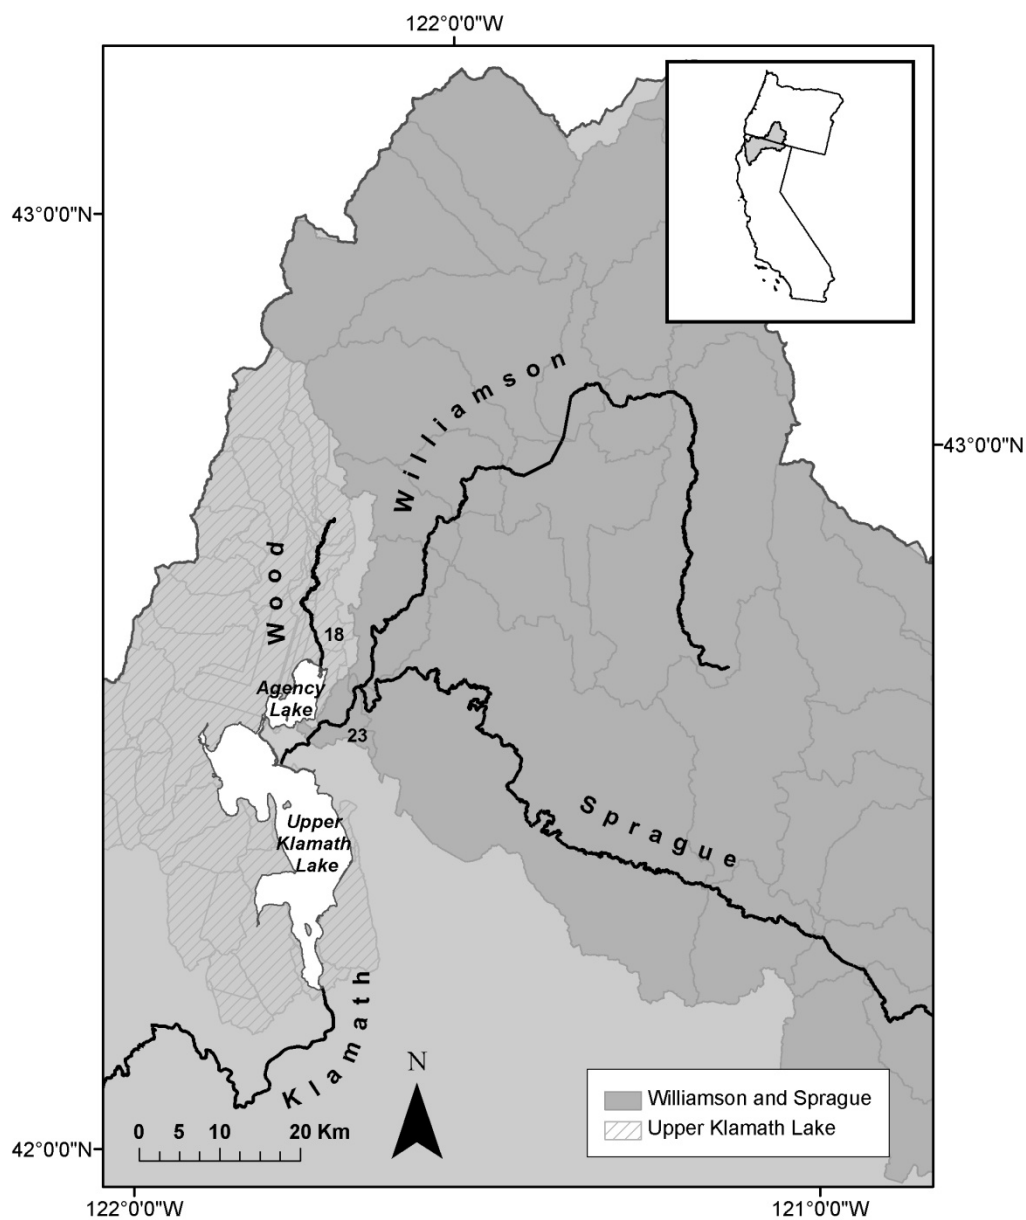 122°0'0"W
43°0'0"N
43°0'0"N
Williamson
Wood
18
Agency
Lake
23
Upper
Klamath
Lake
Sprague
Klamath
N
Williamson and Sprague
Upper Klamath Lake
0 5 10 20 Km
42°0'0"N
122°0'0"W
121°0'0"W